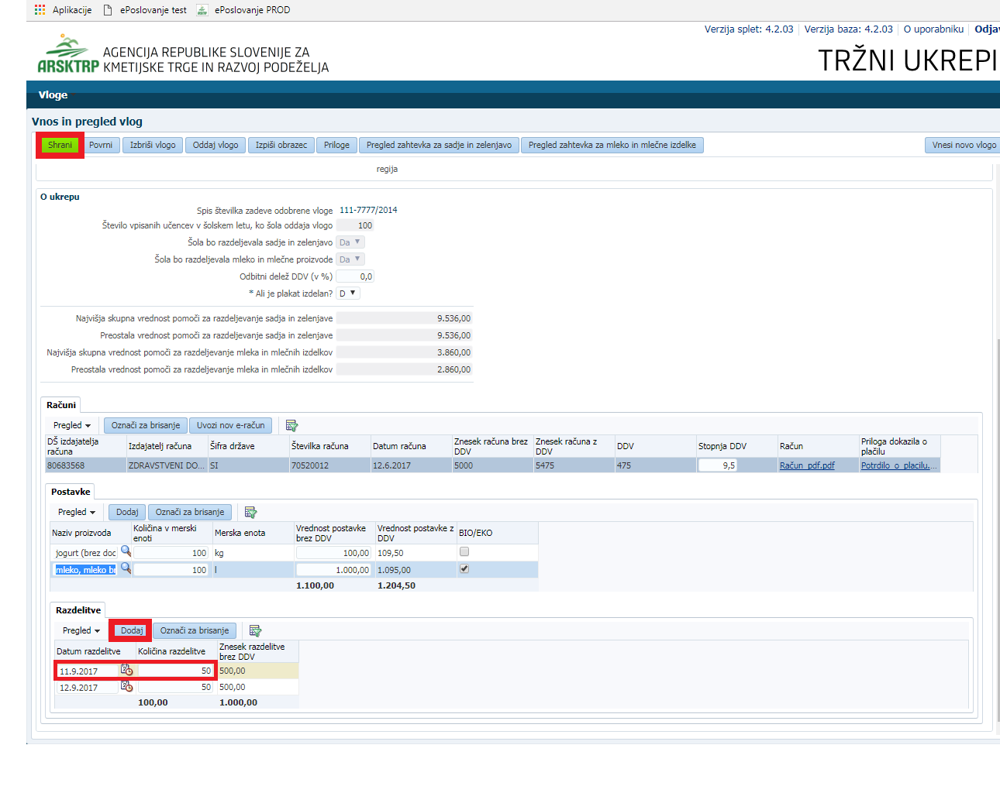 Aplikacije ePoslovanje test ePoslovanje PROD
Verzija splet: 4.2.03 Verzija baza: 4.2.03 O uporabniku Odjav
ARSKTRP AGENCIJA REPUBLIKE SLOVENIJE ZA
KMETIJSKE TRGE IN RAZVOJ PODEŽELJA
TRŽNI UKREPI
Vloge
Vnos in pregled vlog
Shrani Povrni Izbriši vlogo Oddaj vlogo Izpiši obrazec Priloge Pregled zahtevka za sadje in zelenjavo Pregled zahtevka za mleko in mlečne izdelke Vnesi novo vlogo
regija
O ukrepu
Spis številka zadeve odobrene vloge 111-7777/2014
Število vpisanih učencev v šolskem letu, ko šola oddaja vlogo 100
Šola bo razdeljevala sadje in zelenjavo Da
Šola bo razdeljevala mleko in mlečne proizvode Da
Odbitni delež DDV (v %) 0,0
* Ali je plakat izdelan? D
Najvišja skupna vrednost pomoči za razdeljevanje sadja in zelenjave 9.536,00
Preostala vrednost pomoči za razdeljevanje sadja in zelenjave 9.536,00
Najvišja skupna vrednost pomoči za razdeljevanje mleka in mlečnih izdelkov 3.860,00
Preostala vrednost pomoči za razdeljevanje mleka in mlečnih izdelkov 2.860,00
Računi
Pregled Označi za brisanje Uvozi nov e-račun
DŠ izdajatelja računa Izdajatelj računa Šifra države Številka računa Datum računa Znesek računa brez DDV Znesek računa z DDV DDV Stopnja DDV Račun Priloga dokazila o plačilu
80683568 ZDRAVSTVENI DO... SI 70520012 12.6.2017 5000 5475 475 9,5 Račun_pdf.pdf Potrdilo_o_placilu....
Postavke
Pregled Dodaj Označi za brisanje
Naziv proizvoda Količina v merski enoti Merska enota Vrednost postavke brez DDV Vrednost postavke z DDV BIO/EKO
jogurt (brez doc 100 kg 100,00 109,50
mleko, mleko br 100 l 1.000,00 1.095,00
1.100,00 1.204,50
Razdelitve
Pregled Dodaj Označi za brisanje
Datum razdelitve Količina razdelitve Znesek razdelitve brez DDV
11.9.2017 50 500,00
12.9.2017 50 500,00
100,00 1.000,00